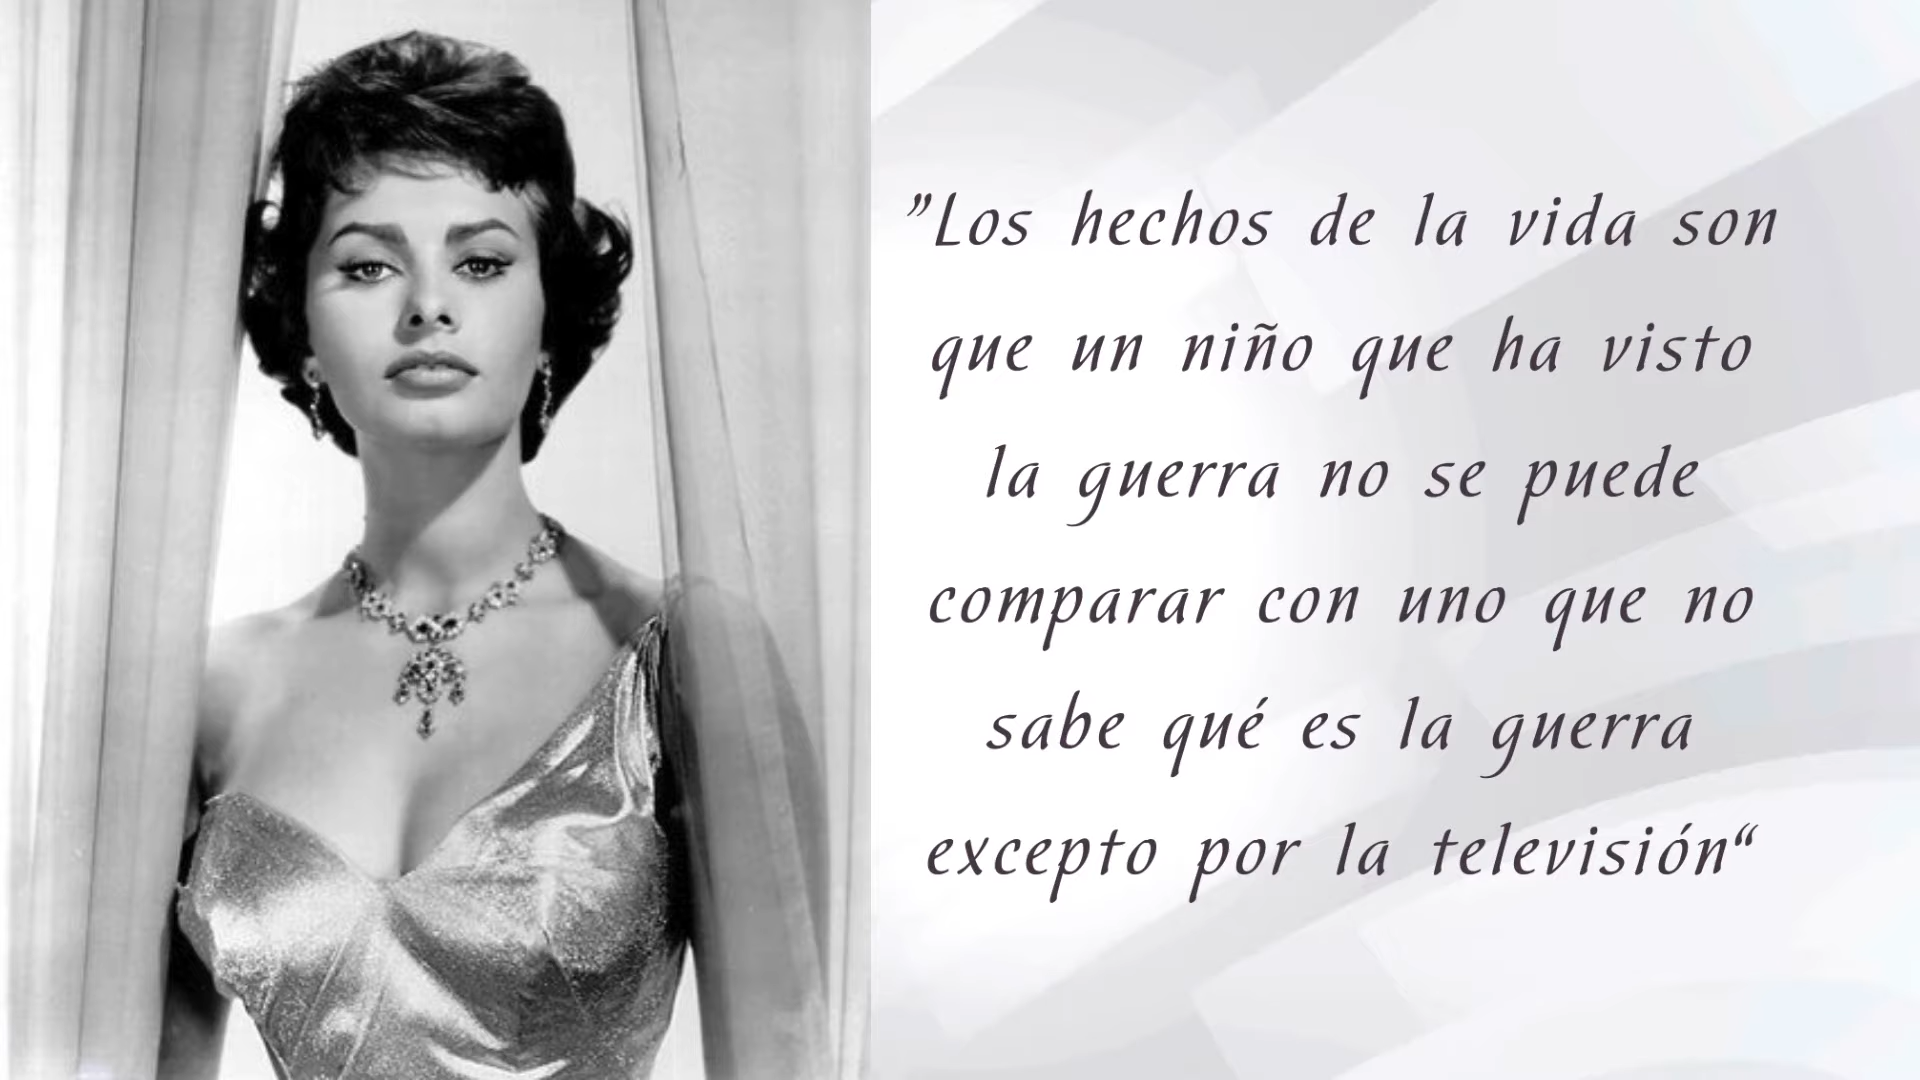 ”Los hechos de la vida son
que un niño que ha visto
la guerra no se puede
comparar con uno que no
sabe qué es la guerra
excepto por la televisión“